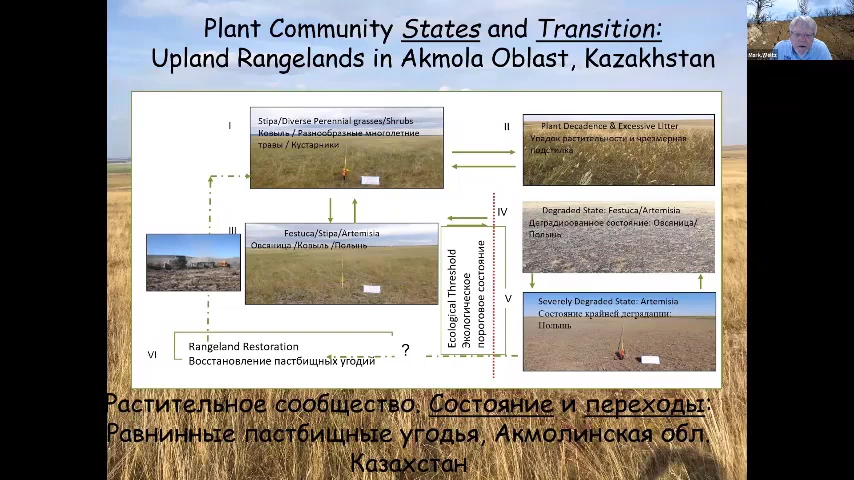 Plant Community States and Transition:
Upland Rangelands in Akmola Oblast, Kazakhstan
Mark Weltz
I
Stipa/Diverse Perennial grasses/Shrubs
Ковыль / Разнообразные многолетние
травы / Кустарники
II
Plant Decadence & Excessive Litter
Упадок растительности и чрезмерная
подстилка
III
Festuca/Stipa/Artemisia
Овсяница /Ковыль /Полынь
IV
Degraded State: Festuca/Artemisia
Деградированное состояние: Овсяница/
Полынь
Ecological Threshold
Экологическое
пороговое состояние
V
Severely Degraded State: Artemisia
Состояние крайней деградации:
Полынь
VI
Rangeland Restoration
Восстановление пастбищных угодий
?
Растительное сообщество. Состояние и переходы:
Равнинные пастбищные угодья, Акмолинская обл.
Казахстан